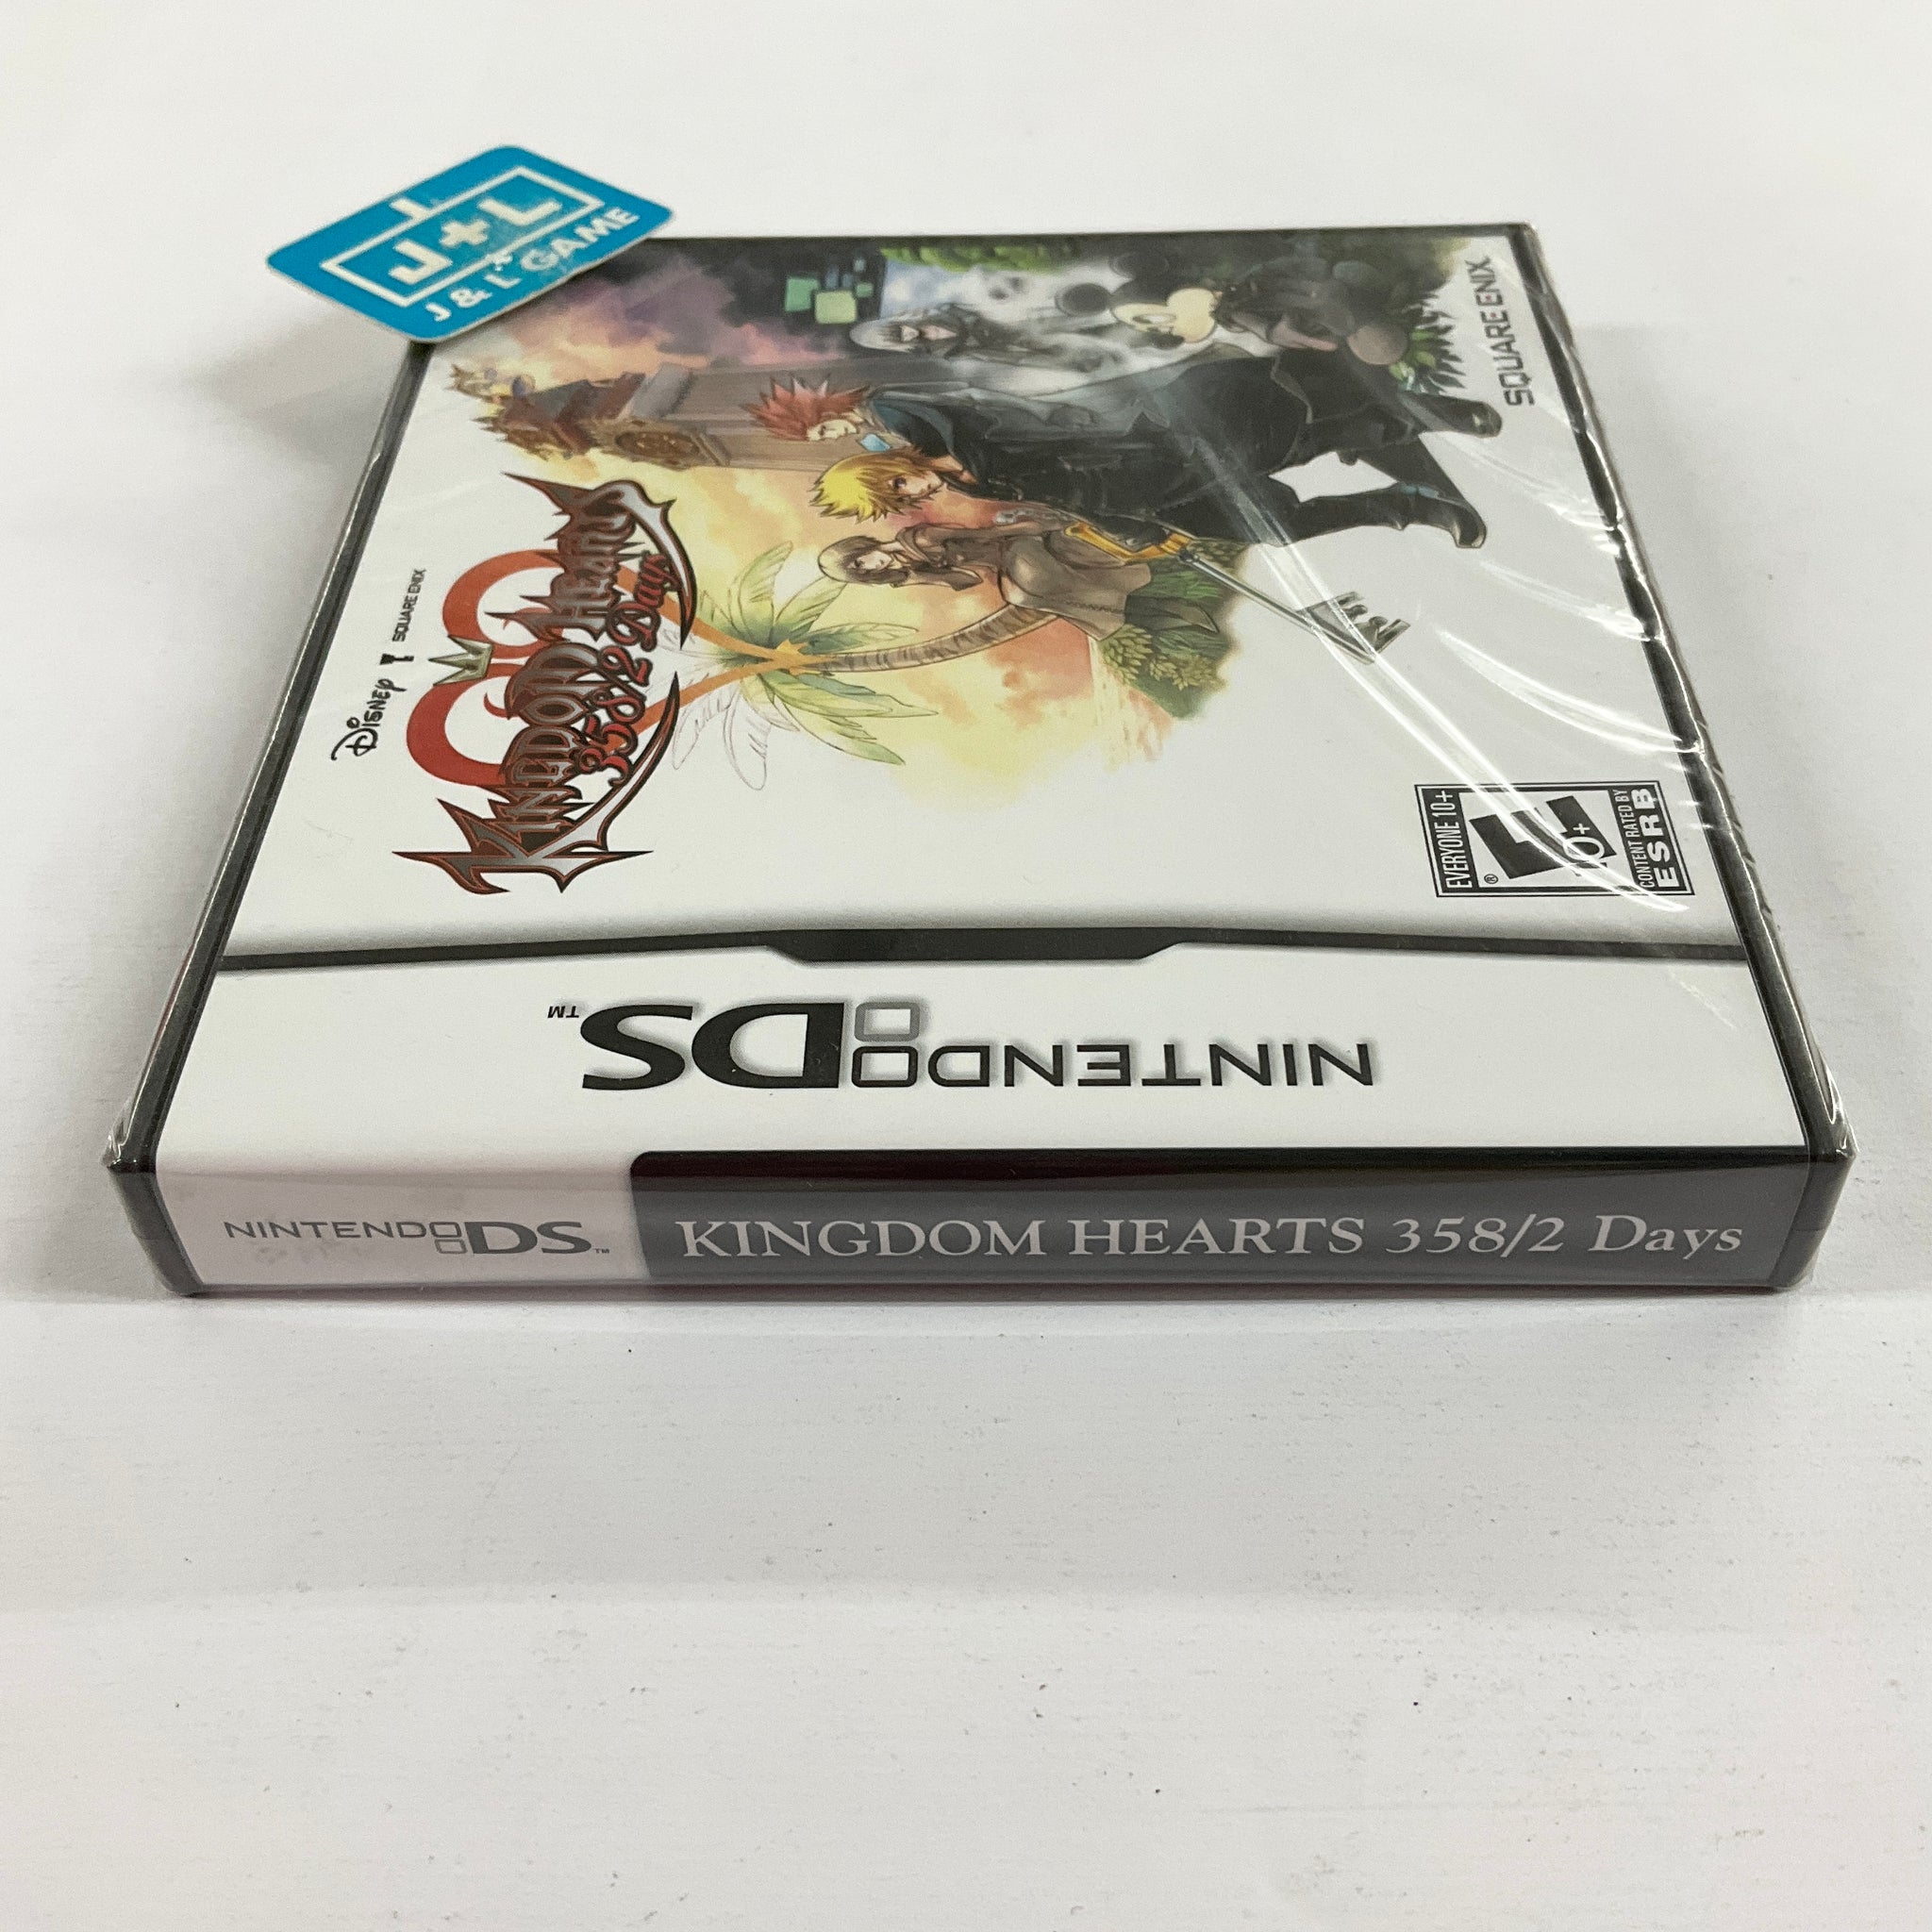 J+L
J & L GAME
DISNEY
SQUARE ENIX
KINGDOM HEARTS
358/2 Days
SQUARE ENIX
EVERYONE 10+
10+
®
CONTENT RATED BY
ESRB
NINTENDO DS™
NINTENDO DS™
KINGDOM HEARTS 358/2 Days